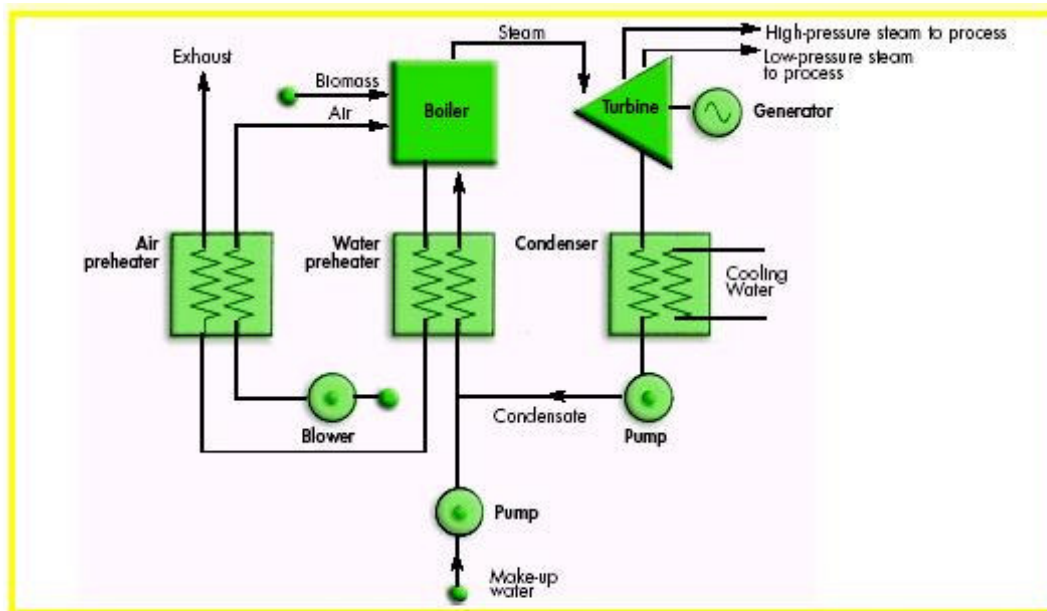 Steam
High-pressure steam to process
Low-pressure steam
to process
Exhaust
Biomass
Air
Boiler
Turbine
Generator
Air
preheater
Water
preheater
Condenser
Cooling
Water
Blower
Condensate
Pump
Pump
Make-up
water